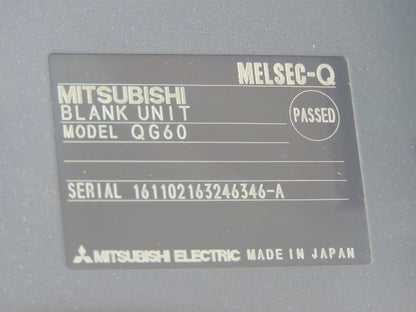 MELSEC-Q
MITSUBISHI
BLANK UNIT
MODEL QG60
PASSED
SERIAL 161102163246346-A
MITSUBISHI ELECTRIC MADE IN JAPAN